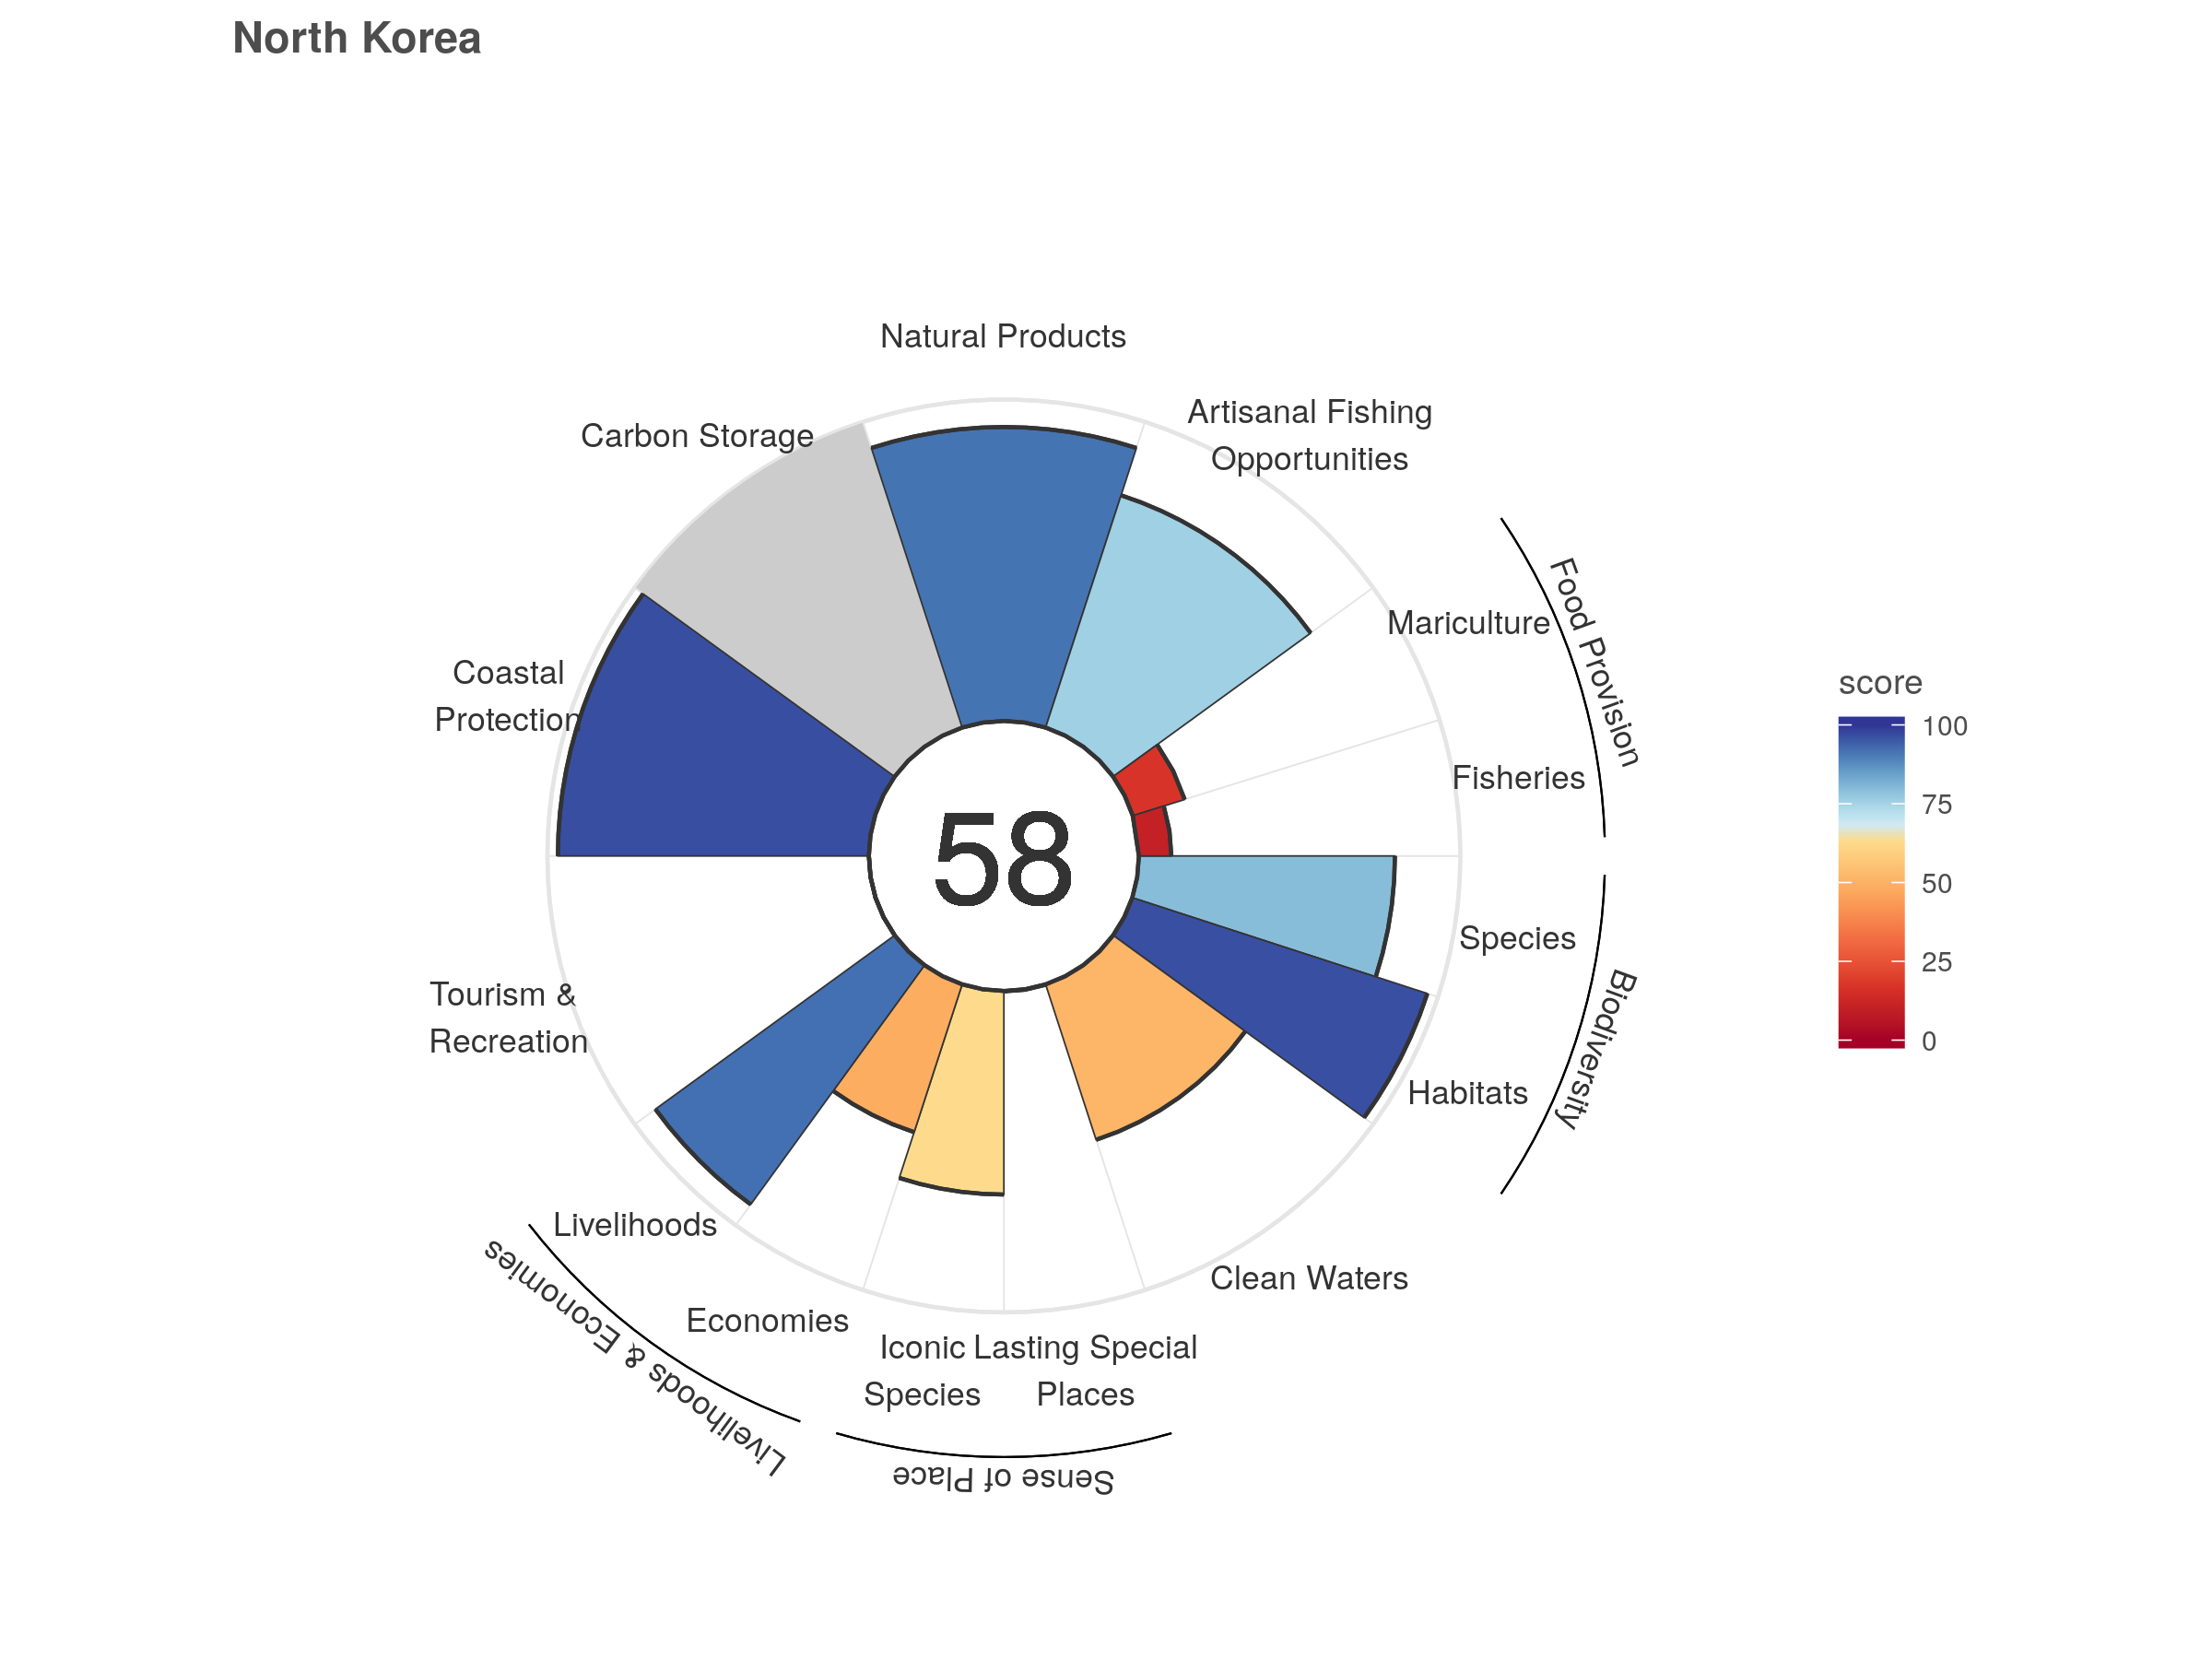 North Korea
Natural Products
Artisanal Fishing
Opportunities
Carbon Storage
Mariculture
Food Provision
Coastal
Protection
Fisheries
score
100
75
50
25
0
58
Species
Biodiversity
Tourism &
Recreation
Habitats
Livelihoods
Clean Waters
Livelihoods & Economies
Economies
Iconic
Species
Lasting Special
Places
Sense of Place